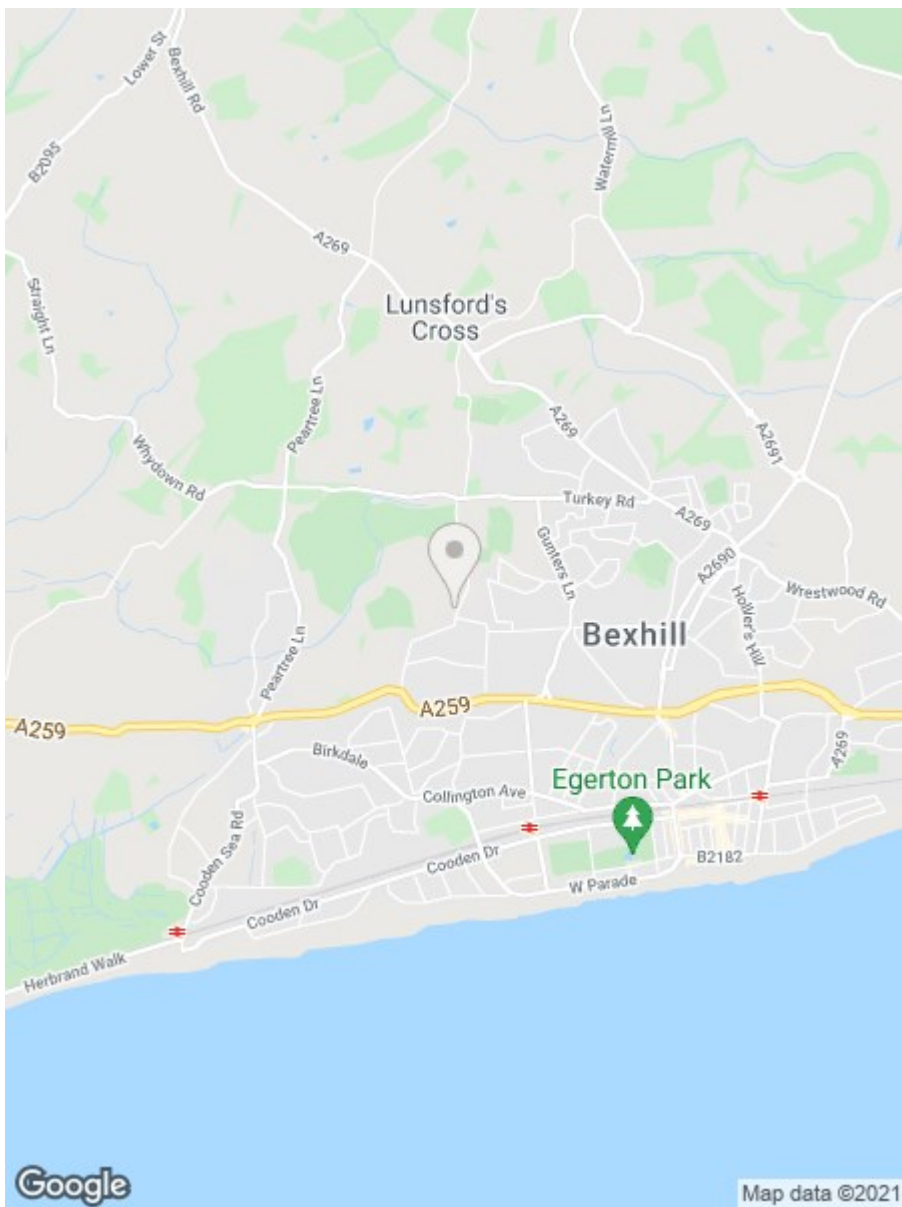 Lower St
Bexhill Rd
B2095
Watermill Ln
A269
Straight Ln
Lunsford's
Cross
Peartree Ln
A269
A2691
Whydown Rd
Turkey Rd
A269
Gunters Ln
A2690
Wrestwood Rd
Holliver's Hill
Bexhill
Peartree Ln
A259
A259
A269
Birkdale
Egerton Park
Collington Ave
Cooden Sea Rd
Cooden Dr
B2182
W Parade
Cooden Dr
Herbrand Walk
Google
Map data ©2021